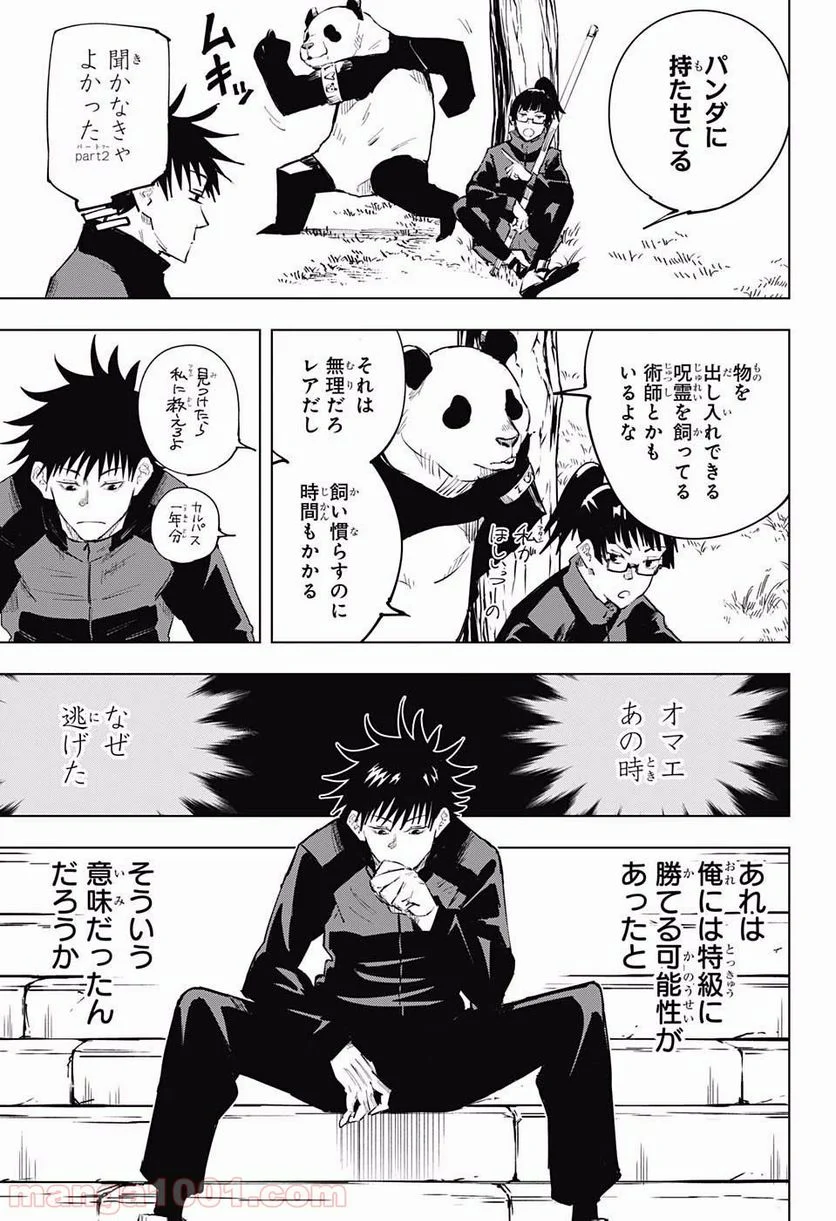 パンダに
持たせてる
ムキッ
聞かなきゃ
よかった
part2
物を
出し入れできる
呪霊を飼ってる
術師とかも
いるよな
それは
無理だろ
レアだし
飼い慣らすのに
時間もかかる
私が
ほしいっつーの
見つけたら
私に教えろよ
カルパス
一年分
オマエ
あの時
なぜ
逃げた
あれは
俺には特級に
勝てる可能性が
あったと
そういう
意味だったん
だろうか
manga1001.com